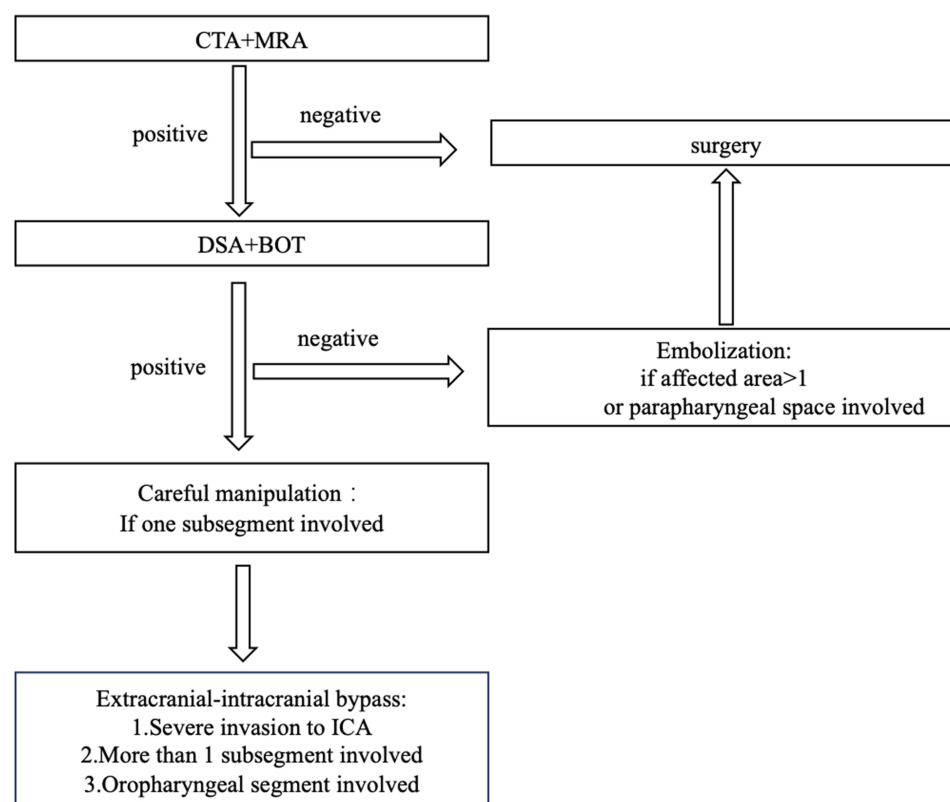 CTA+MRA
positive
negative
surgery
DSA+BOT
positive
negative
Embolization:
if affected area>1
or parapharyngeal space involved
Careful manipulation：
If one subsegment involved
Extracranial-intracranial bypass:
1.Severe invasion to ICA
2.More than 1 subsegment involved
3.Oropharyngeal segment involved